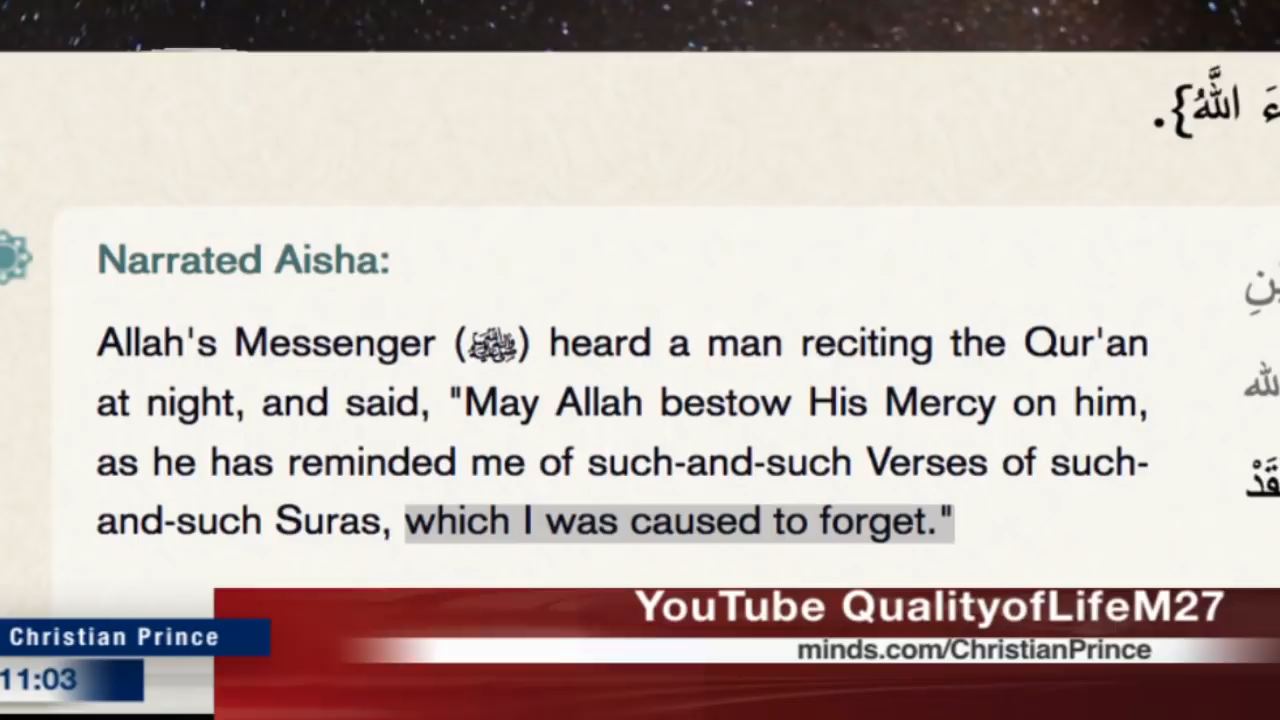 ءَ اللَّهُ}.
Narrated Aisha:
Allah's Messenger (ﷺ) heard a man reciting the Qur'an
at night, and said, "May Allah bestow His Mercy on him,
as he has reminded me of such-and-such Verses of such-
and-such Suras, which I was caused to forget."
YouTube QualityofLifeM27
Christian Prince
minds.com/ChristianPrince
11:03